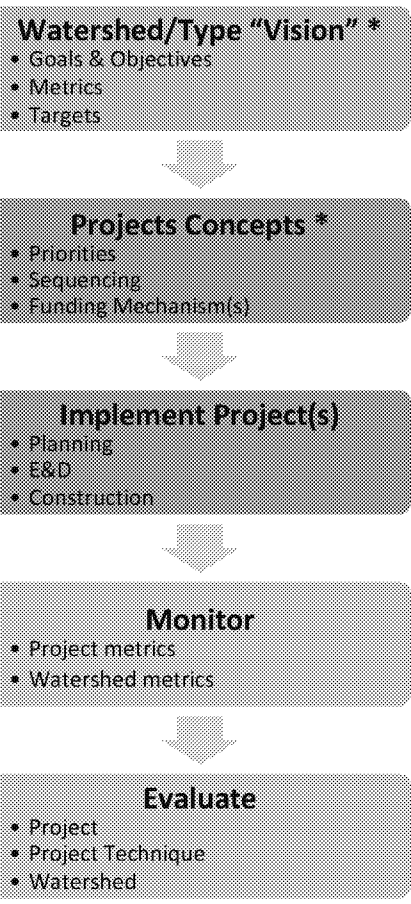 Watershed/Type “Vision” *
• Goals & Objectives
• Metrics
• Targets
Projects Concepts *
• Priorities
• Sequencing
• Funding Mechanism(s)
Implement Project(s)
• Planning
• E&D
• Construction
Monitor
• Project metrics
• Watershed metrics
Evaluate
• Project
• Project Technique
• Watershed